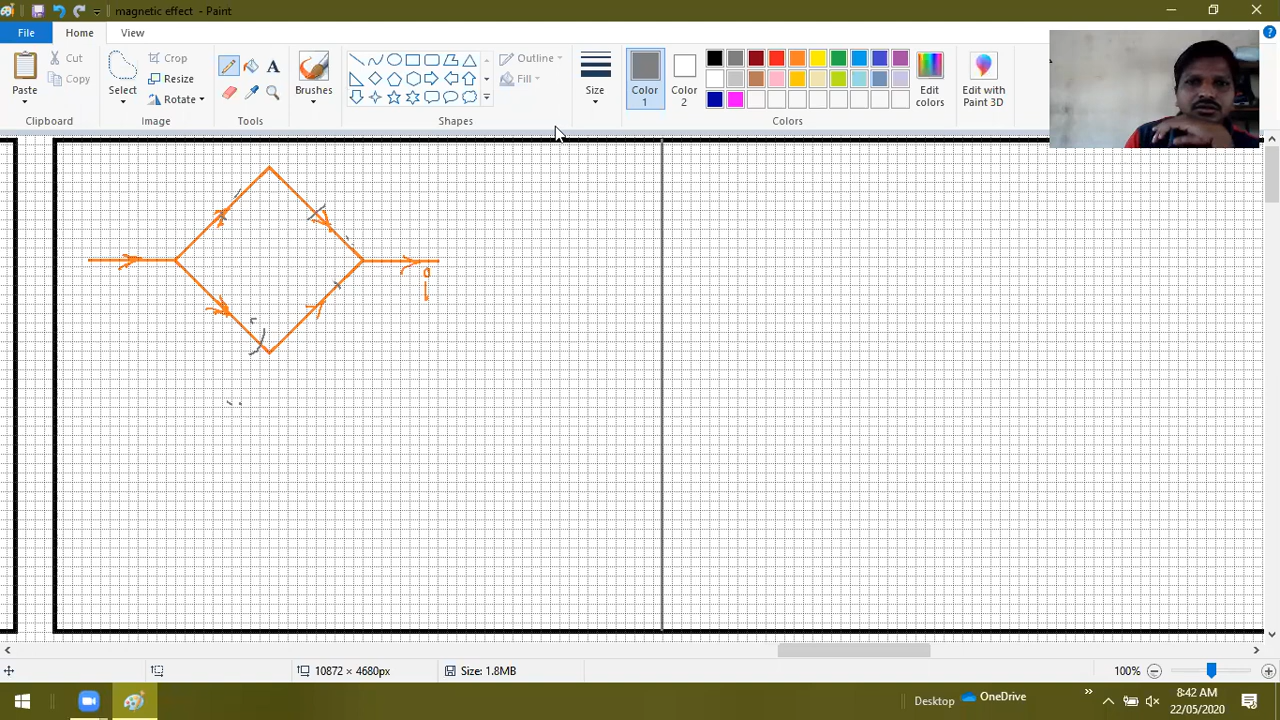 magnetic effect - Paint
File Home View
Cut
Copy
Paste
Clipboard
Crop
Resize
Rotate
Select
Image
Tools
Brushes
Outline
Fill
Shapes
Size
Color 1
Color 2
Edit colors
Edit with Paint 3D
Colors
10872 × 4680px
Size: 1.8MB
100%
Desktop
OneDrive
8:42 AM
22/05/2020